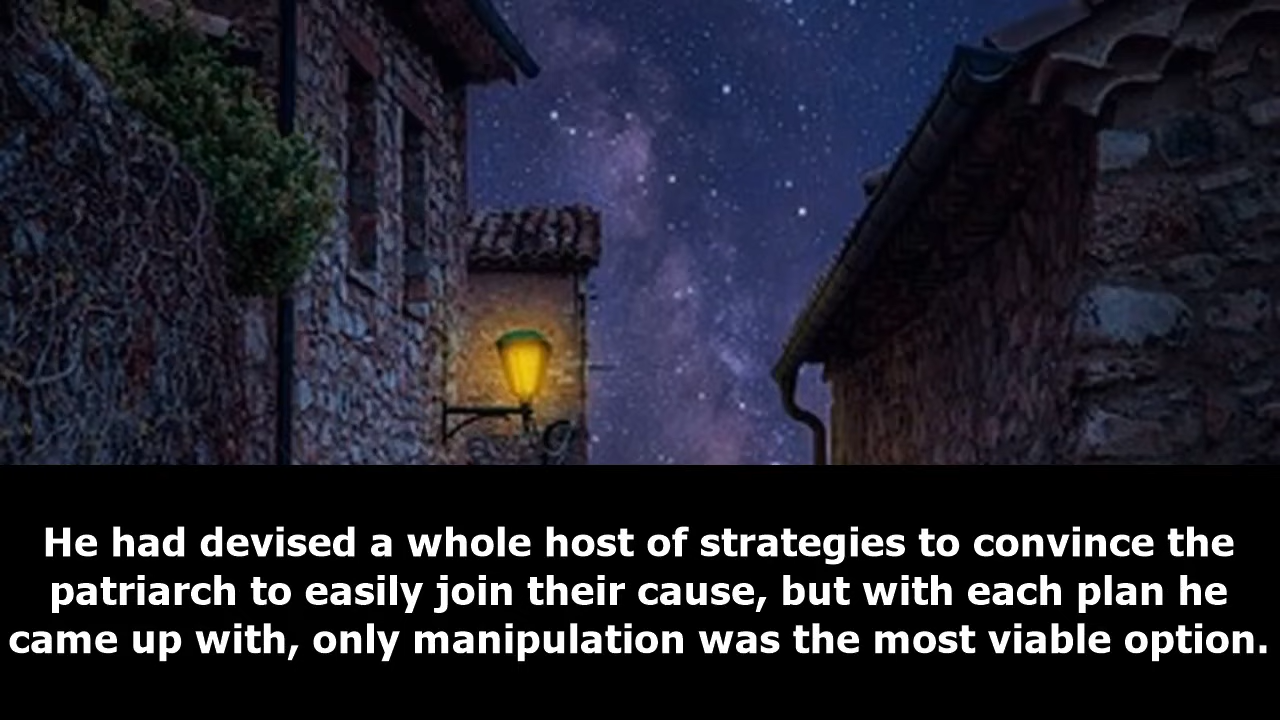 He had devised a whole host of strategies to convince the
patriarch to easily join their cause, but with each plan he
came up with, only manipulation was the most viable option.